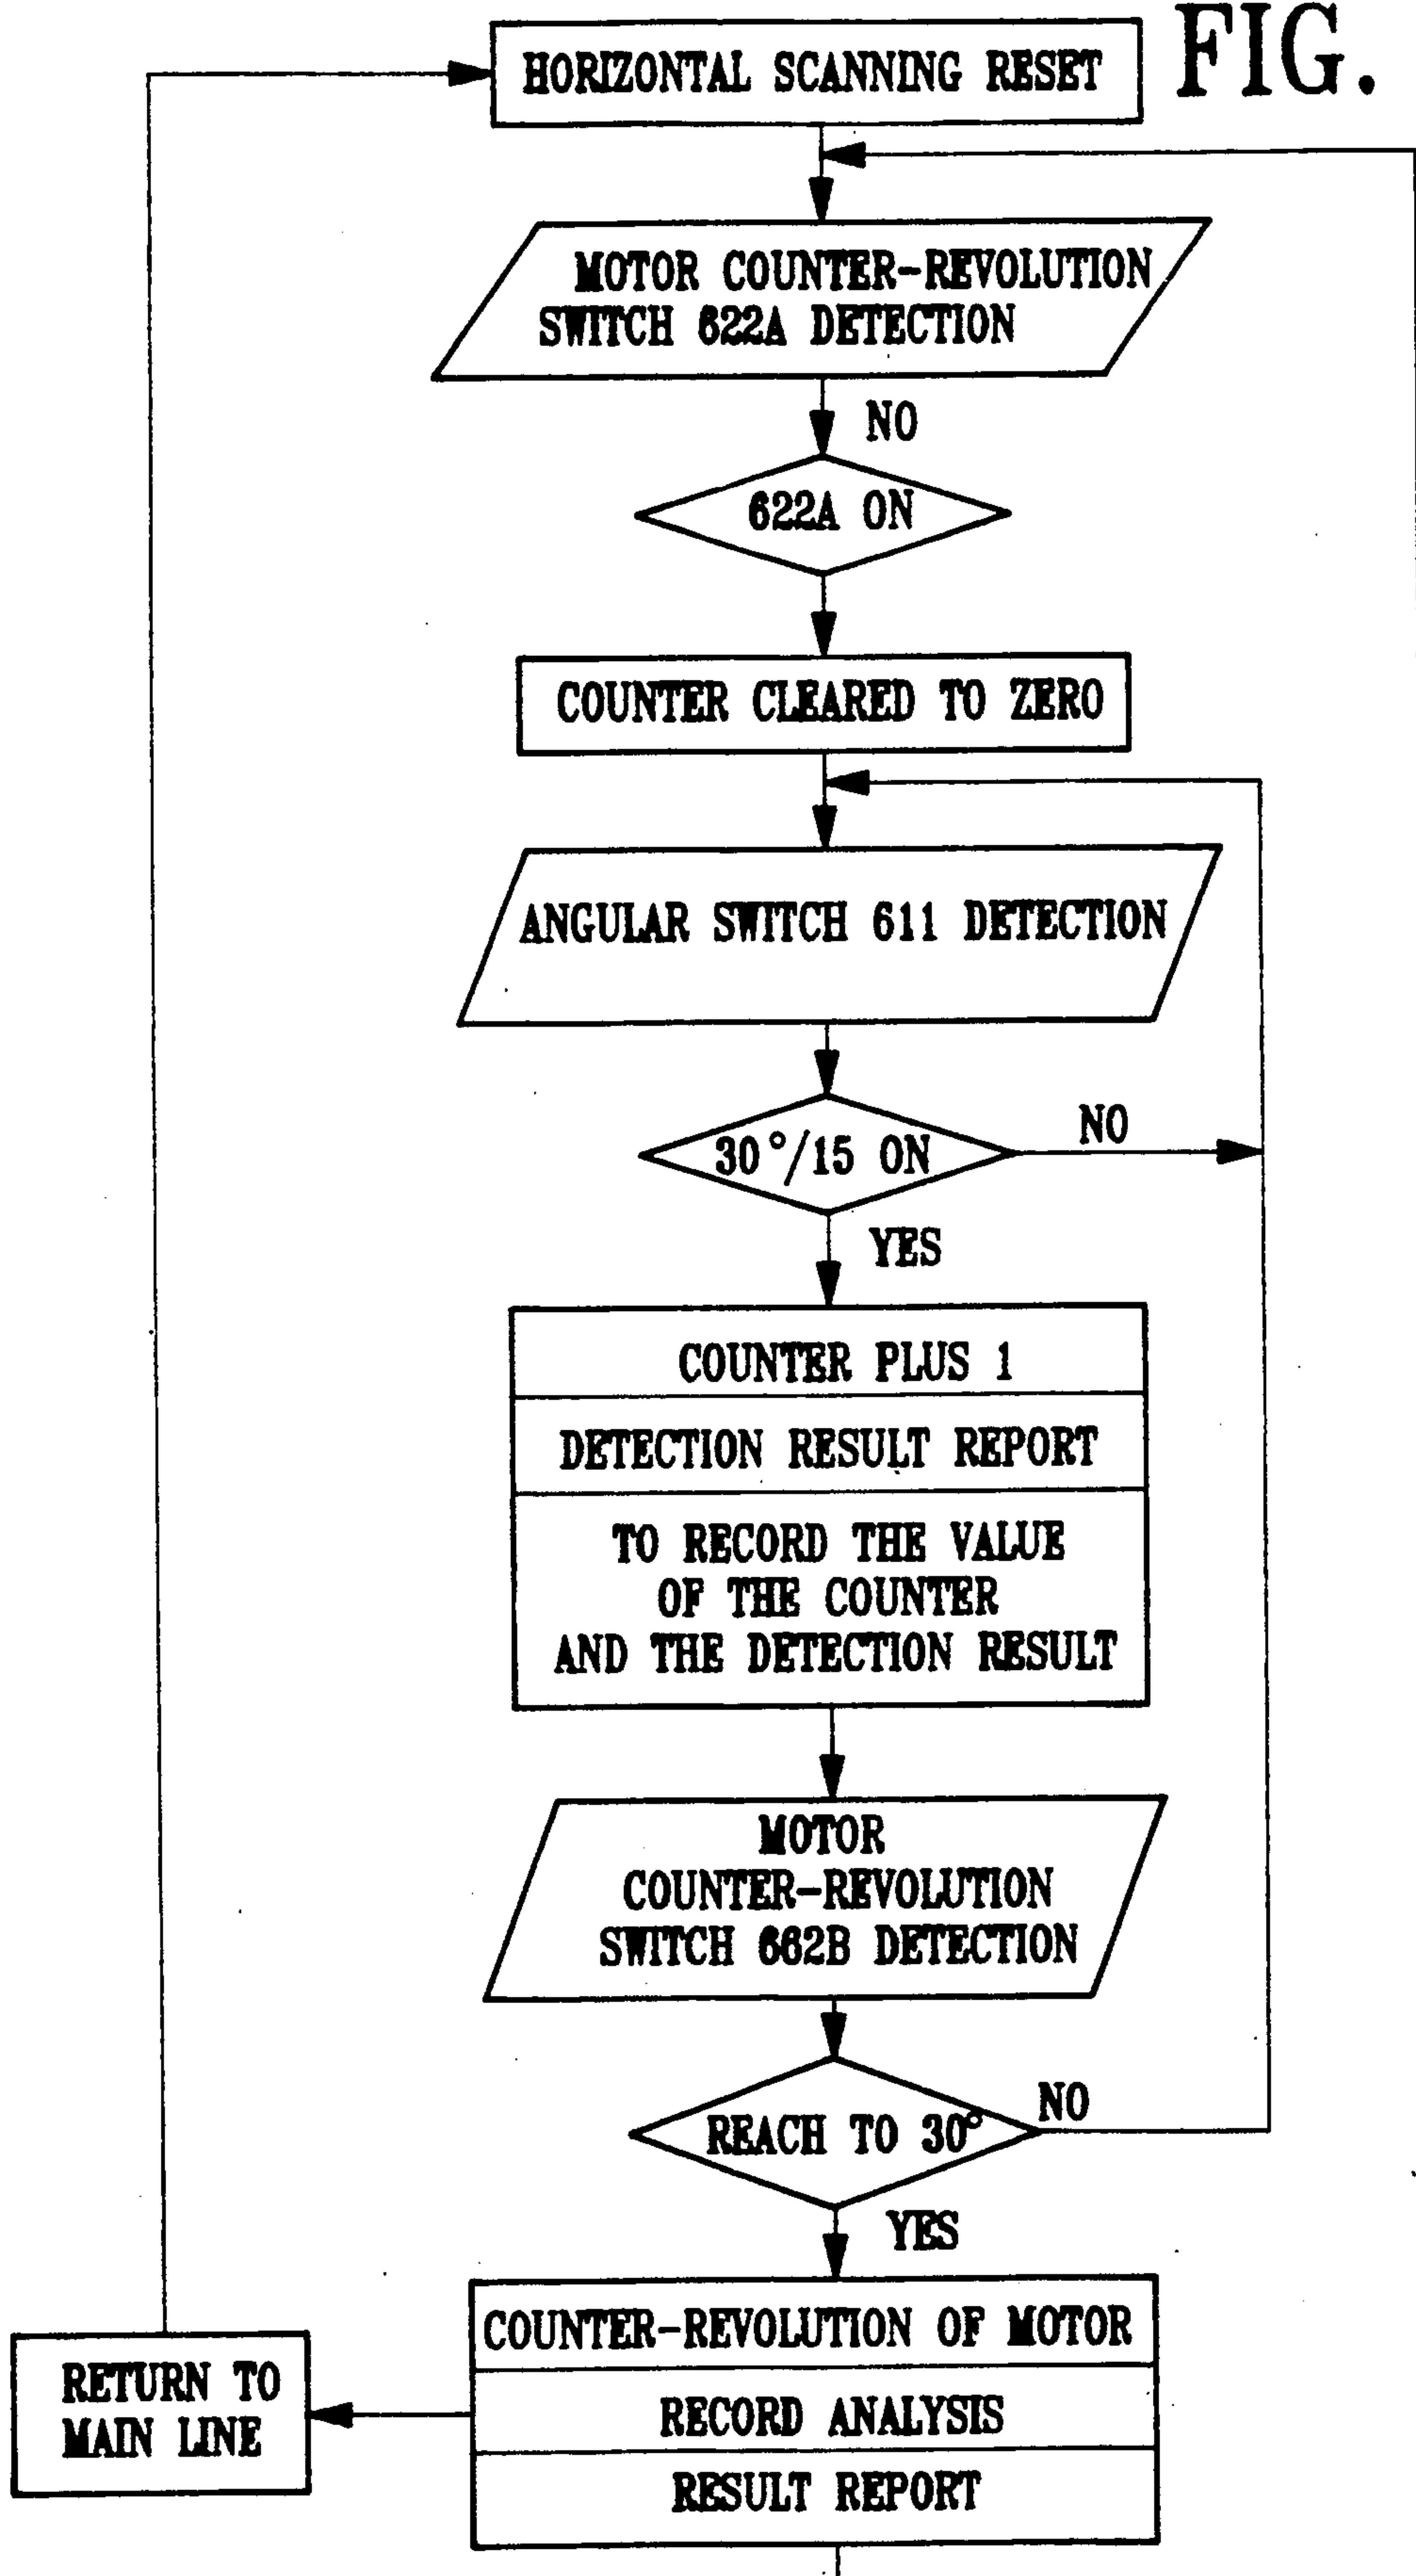 FIG.
HORIZONTAL SCANNING RESET
MOTOR COUNTER-REVOLUTION
SWITCH 622A DETECTION
NO
622A ON
COUNTER CLEARED TO ZERO
ANGULAR SWITCH 611 DETECTION
30°/15 ON
NO
YES
COUNTER PLUS 1
DETECTION RESULT REPORT
TO RECORD THE VALUE
OF THE COUNTER
AND THE DETECTION RESULT
MOTOR
COUNTER-REVOLUTION
SWITCH 662B DETECTION
REACH TO 30°
NO
YES
COUNTER-REVOLUTION OF MOTOR
RECORD ANALYSIS
RESULT REPORT
RETURN TO
MAIN LINE